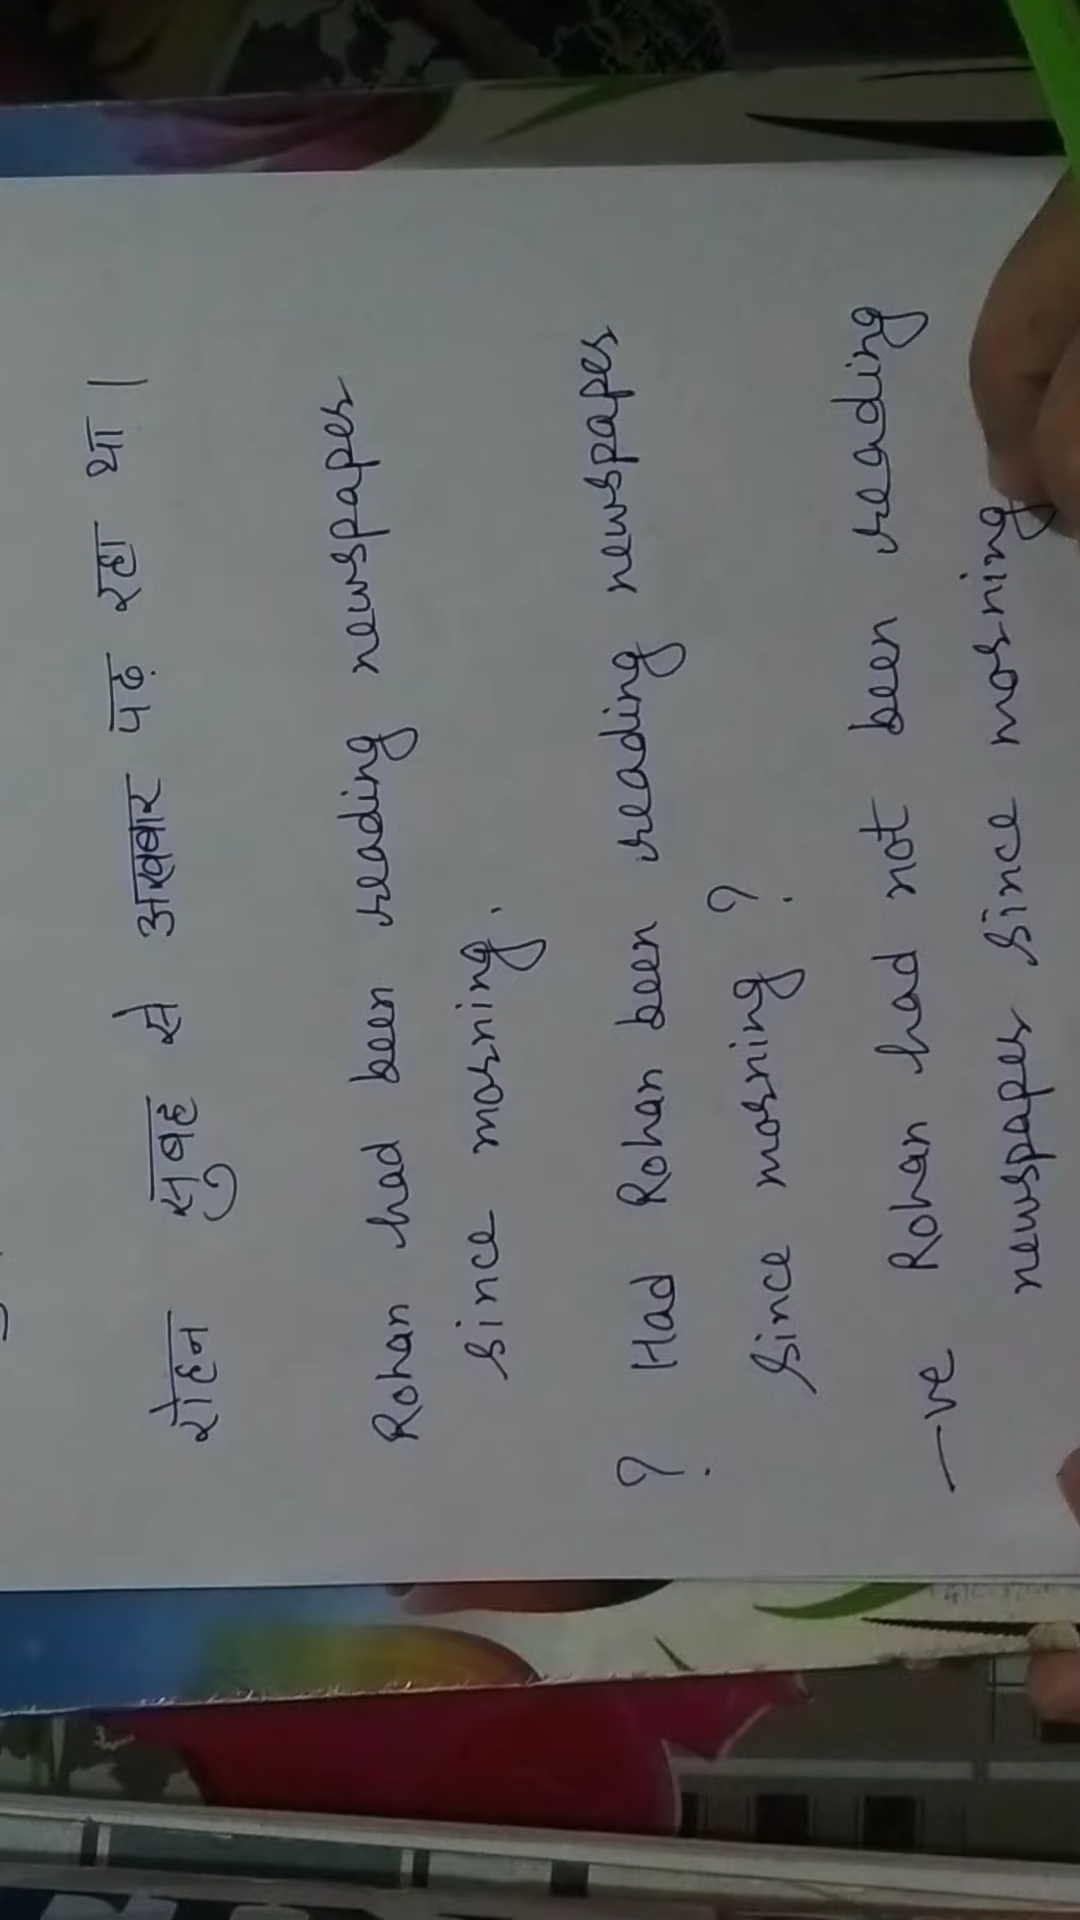 रोहन सुबह से अखबार पढ़ रहा था।
Rohan had been reading newspaper
since morning.
? Had Rohan been reading newspaper
since morning ?
-ve Rohan had not been reading
newspaper since morning